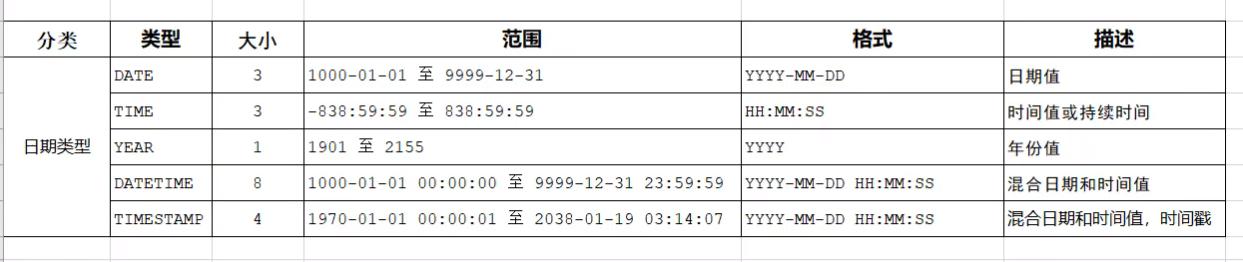 分类 类型 大小 范围 格式 描述
DATE 3 1000-01-01 至 9999-12-31 YYYY-MM-DD 日期值
TIME 3 -838:59:59 至 838:59:59 HH:MM:SS 时间值或持续时间
日期类型 YEAR 1 1901 至 2155 YYYY 年份值
DATETIME 8 1000-01-01 00:00:00 至 9999-12-31 23:59:59 YYYY-MM-DD HH:MM:SS 混合日期和时间值
TIMESTAMP 4 1970-01-01 00:00:01 至 2038-01-19 03:14:07 YYYY-MM-DD HH:MM:SS 混合日期和时间值，时间戳